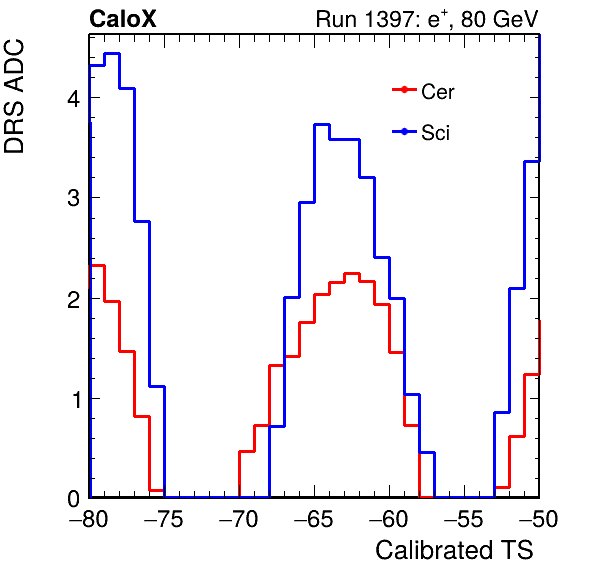 CaloX Run 1397: e⁺, 80 GeV
DRS ADC
Cer
Sci
4
3
2
1
0
−80 −75 −70 −65 −60 −55 −50
Calibrated TS